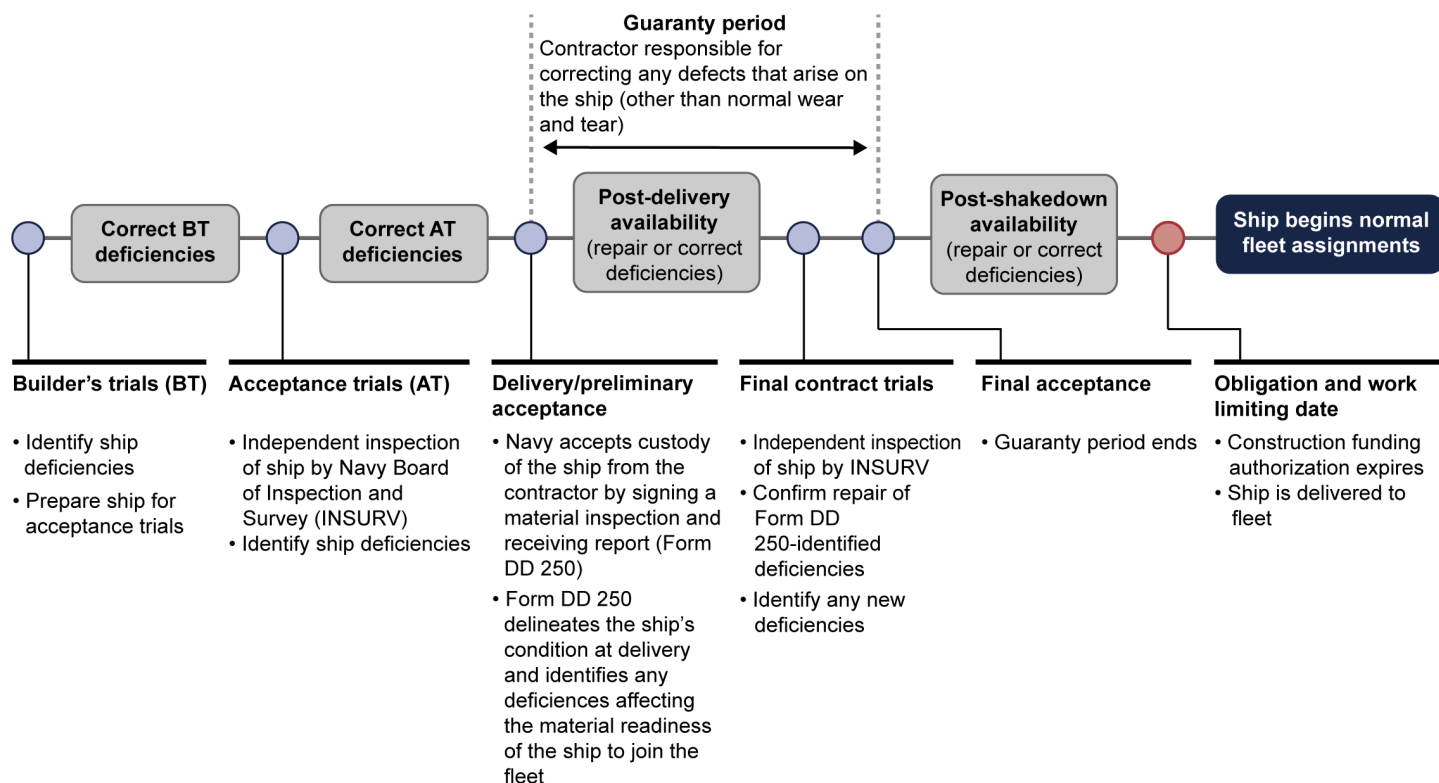 Guaranty period
Contractor responsible for
correcting any defects that arise on
the ship (other than normal wear
and tear)
Correct BT
deficiencies
Correct AT
deficiencies
Post-delivery
availability
(repair or correct
deficiencies)
Post-shakedown
availability
(repair or correct
deficiencies)
Ship begins normal
fleet assignments
Builder's trials (BT)
• Identify ship
deficiencies
• Prepare ship for
acceptance trials
Acceptance trials (AT)
• Independent inspection
of ship by Navy Board
of Inspection and
Survey (INSURV)
• Identify ship deficiencies
Delivery/preliminary
acceptance
• Navy accepts custody
of the ship from the
contractor by signing a
material inspection and
receiving report (Form
DD 250)
• Form DD 250
delineates the ship's
condition at delivery
and identifies any
deficiences affecting
the material readiness
of the ship to join the
fleet
Final contract trials
• Independent inspection
of ship by INSURV
• Confirm repair of
Form DD
250-identified
deficiencies
• Identify any new
deficiencies
Final acceptance
• Guaranty period ends
Obligation and work
limiting date
• Construction funding
authorization expires
• Ship is delivered to
fleet